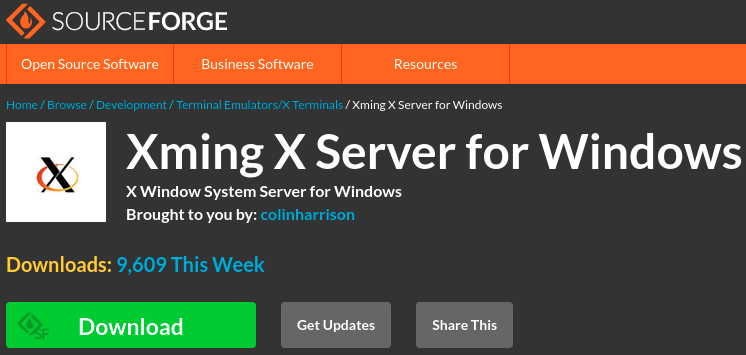 SOURCEFORGE
Open Source Software Business Software Resources
Home / Browse / Development / Terminal Emulators/X Terminals / Xming X Server for Windows
X
Xming X Server for Windows
X Window System Server for Windows
Brought to you by: colinharrison
Downloads: 9,609 This Week
SF Download Get Updates Share This